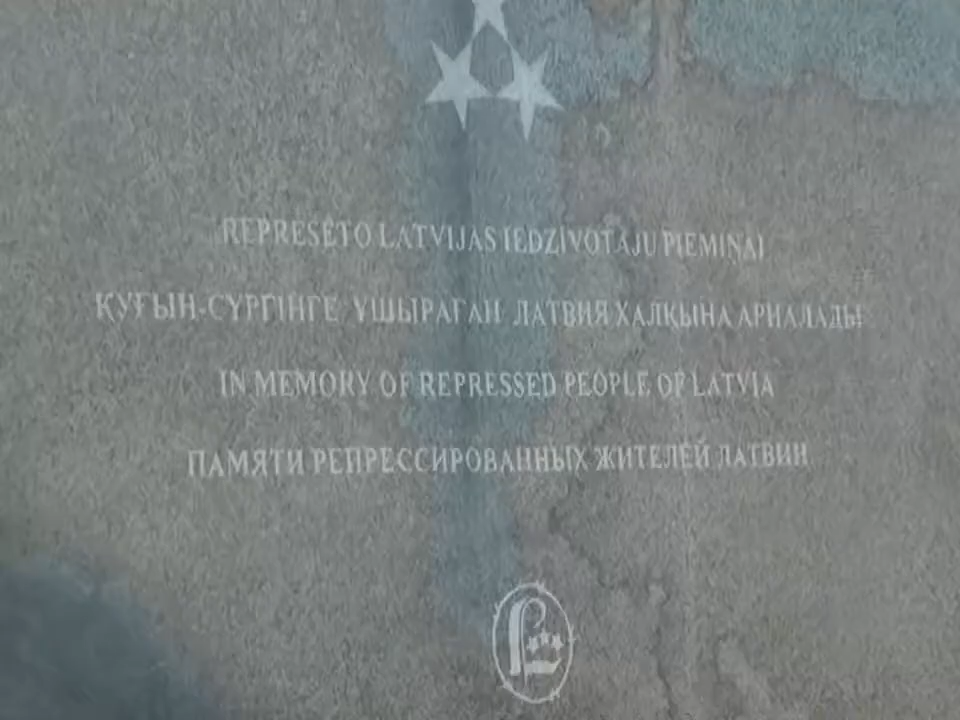 REPRESĒTO LATVIJAS IEDZĪVOTĀJU PIEMIŅAI
ҚУҒЫН-СҮРГІНГЕ ҰШЫРАҒАН ЛАТВИЯ ХАЛҚЫНА АРНАЛАДЫ
IN MEMORY OF REPRESSED PEOPLE OF LATVIA
ПАМЯТИ РЕПРЕССИРОВАННЫХ ЖИТЕЛЕЙ ЛАТВИИ